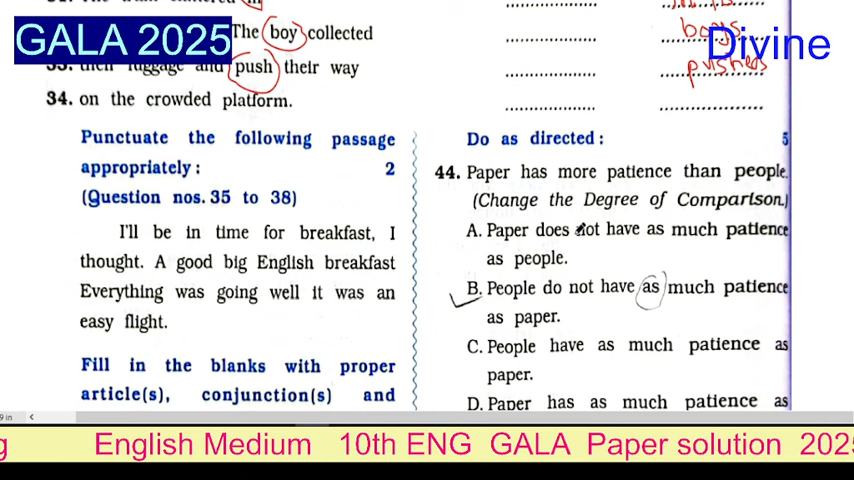 GALA 2025
The boy collected
boys
Divine
33. their luggage and push their way
pushed
34. on the crowded platform.
Punctuate the following passage
appropriately : 2
(Question nos. 35 to 38)
I'll be in time for breakfast, I
thought. A good big English breakfast
Everything was going well it was an
easy flight.
Fill in the blanks with proper
article(s), conjunction(s) and
Do as directed : 5
44. Paper has more patience than people.
(Change the Degree of Comparison.)
A. Paper does not have as much patience
as people.
B. People do not have as much patience
as paper.
C. People have as much patience as
paper.
D. Paper has as much patience as
9 in
g English Medium 10th ENG GALA Paper solution 2025